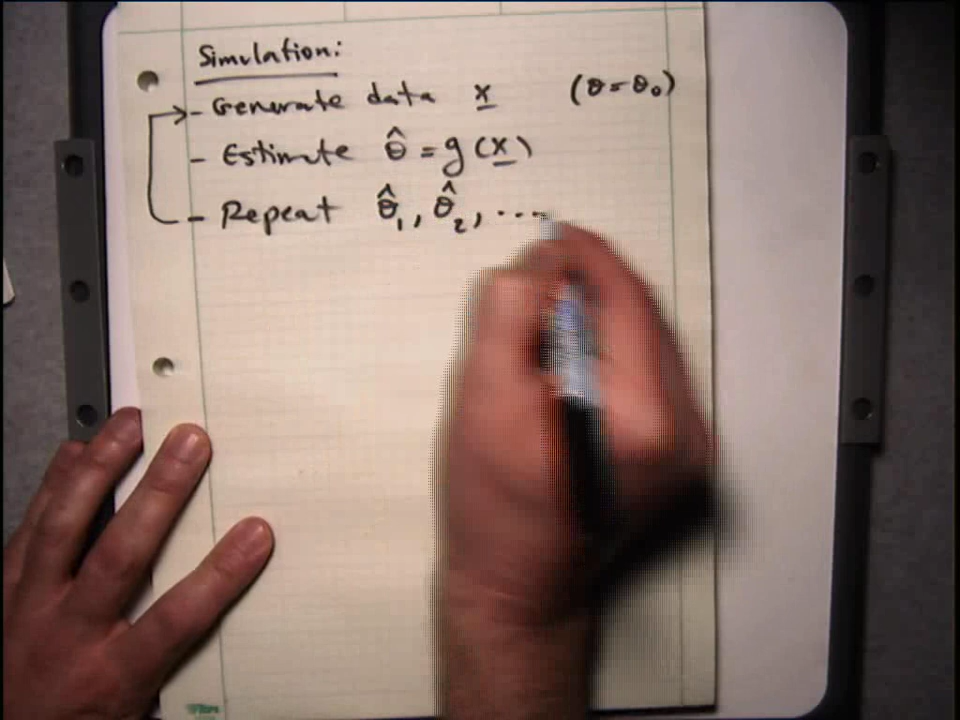 Simulation:
- Generate data x (θ=θ₀)
- Estimate θ̂ = g(x)
- Repeat θ̂₁, θ̂₂, ....